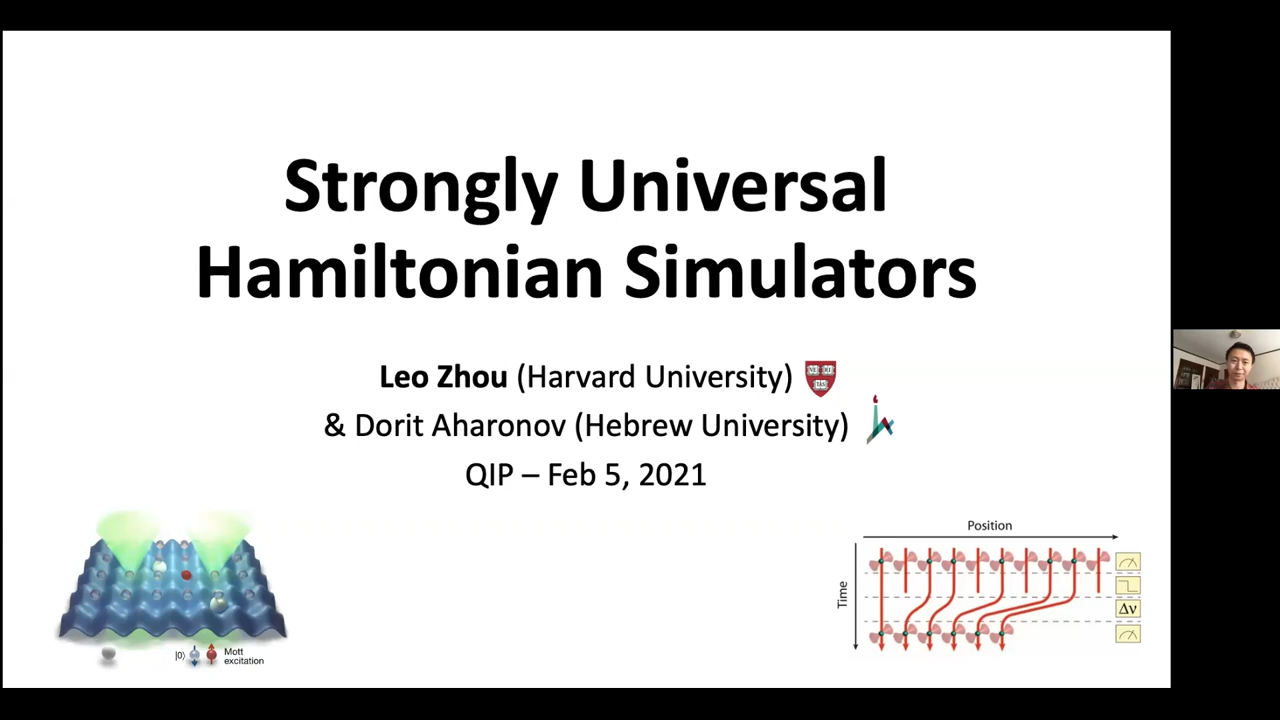 Strongly Universal
Hamiltonian Simulators
Leo Zhou (Harvard University)
& Dorit Aharonov (Hebrew University)
QIP – Feb 5, 2021
|0⟩
Mott
excitation
Position
Time
Δν